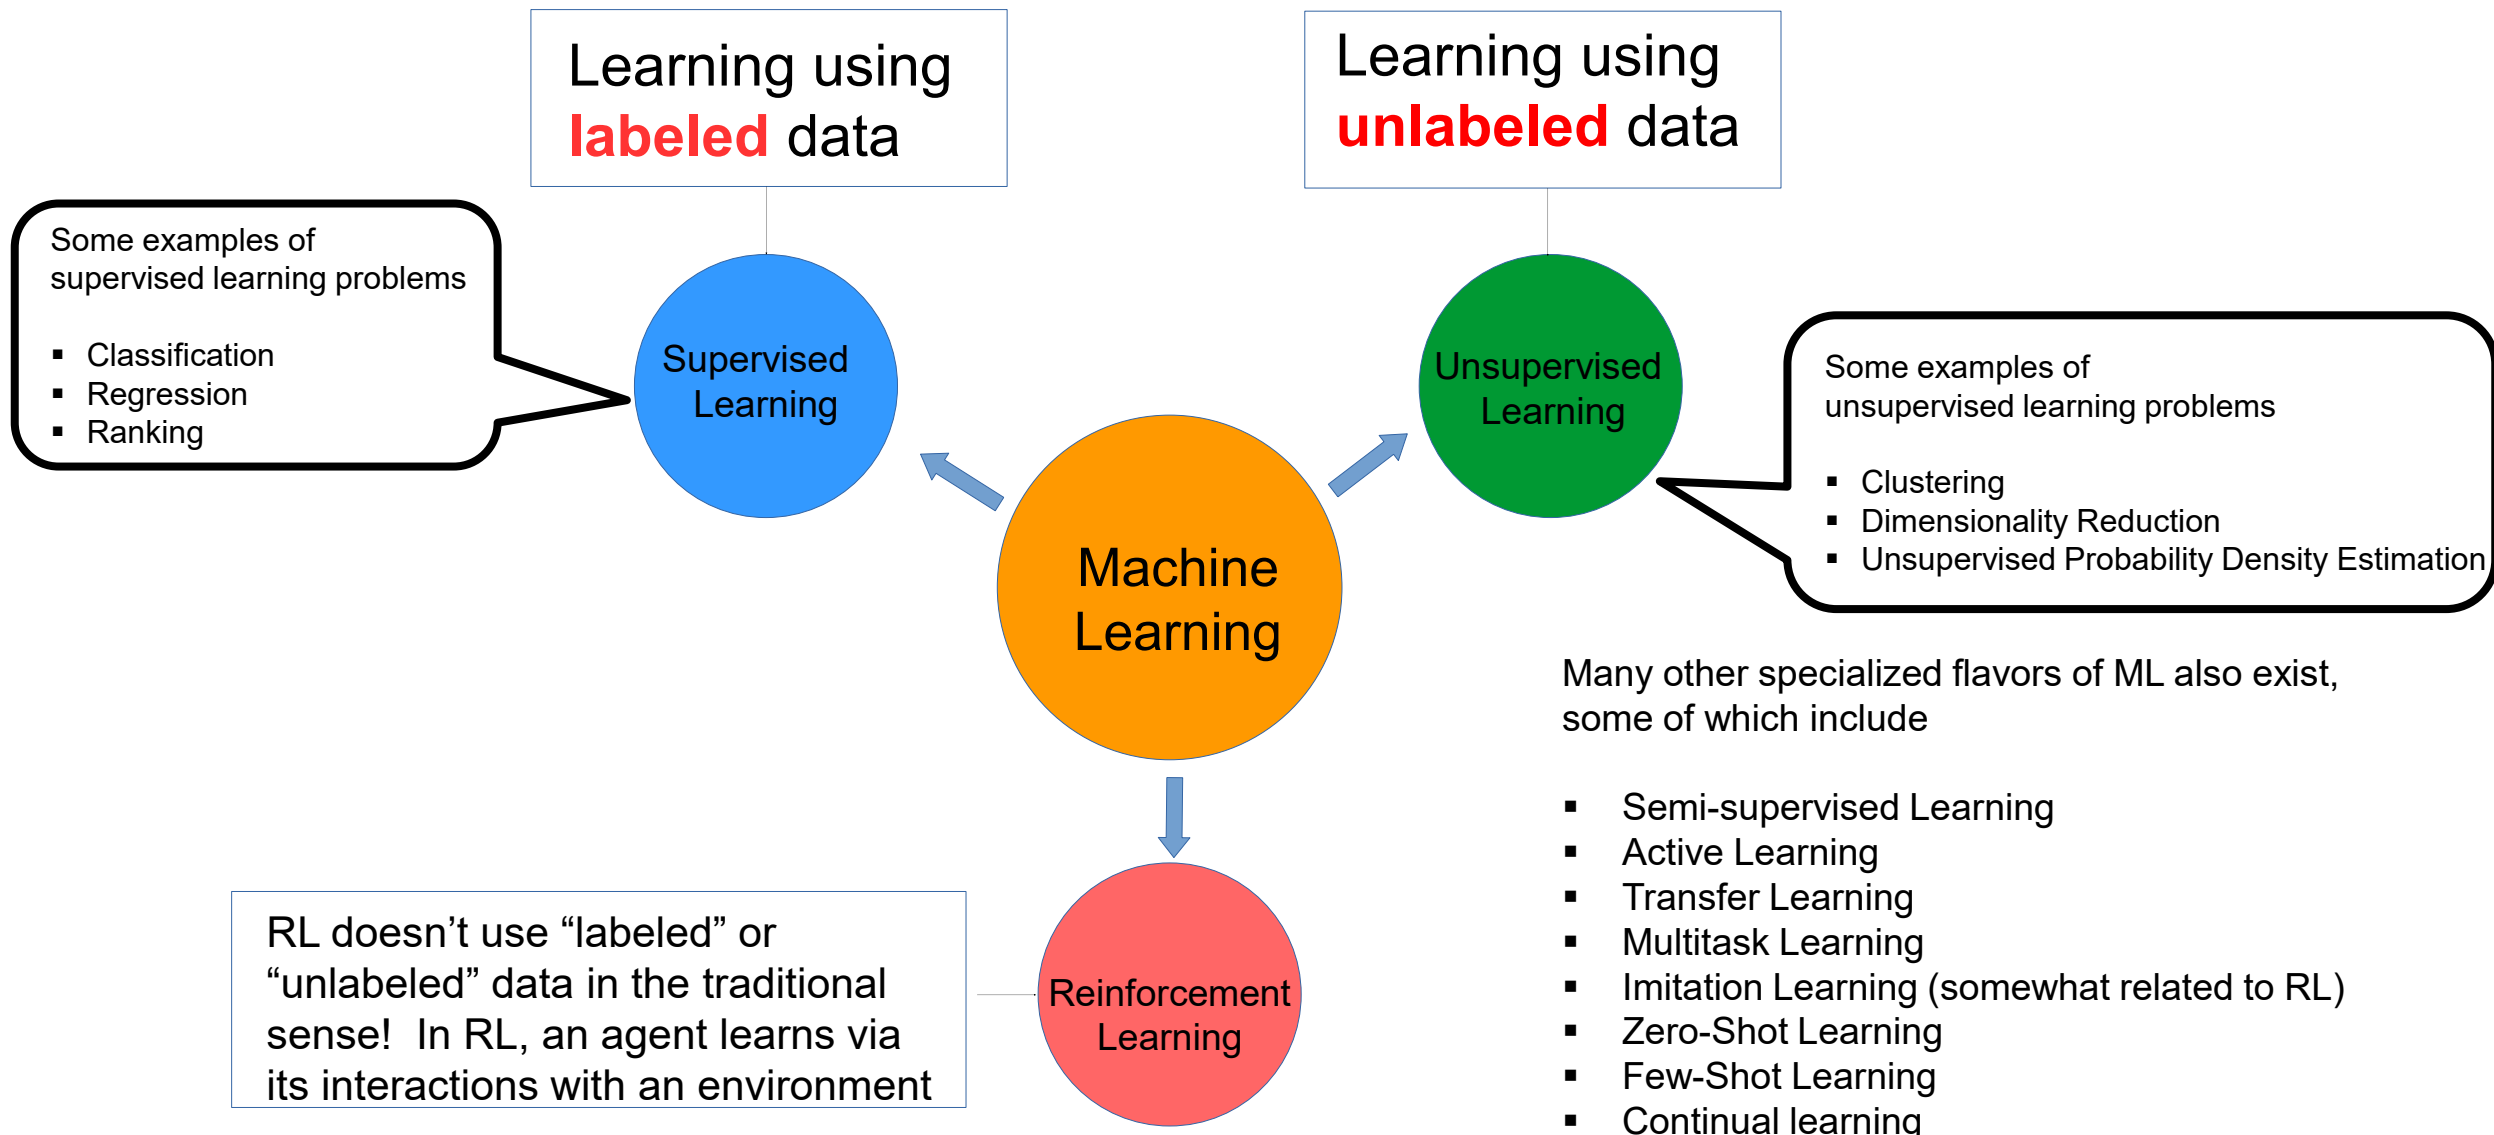 Learning using
labeled data
Learning using
unlabeled data
Some examples of
supervised learning problems
▪ Classification
▪ Regression
▪ Ranking
Supervised
Learning
Unsupervised
Learning
Some examples of
unsupervised learning problems
▪ Clustering
▪ Dimensionality Reduction
▪ Unsupervised Probability Density Estimation
Machine
Learning
Many other specialized flavors of ML also exist,
some of which include
▪ Semi-supervised Learning
▪ Active Learning
▪ Transfer Learning
▪ Multitask Learning
▪ Imitation Learning (somewhat related to RL)
▪ Zero-Shot Learning
▪ Few-Shot Learning
▪ Continual learning
RL doesn’t use “labeled” or
“unlabeled” data in the traditional
sense!  In RL, an agent learns via
its interactions with an environment
Reinforcement
Learning